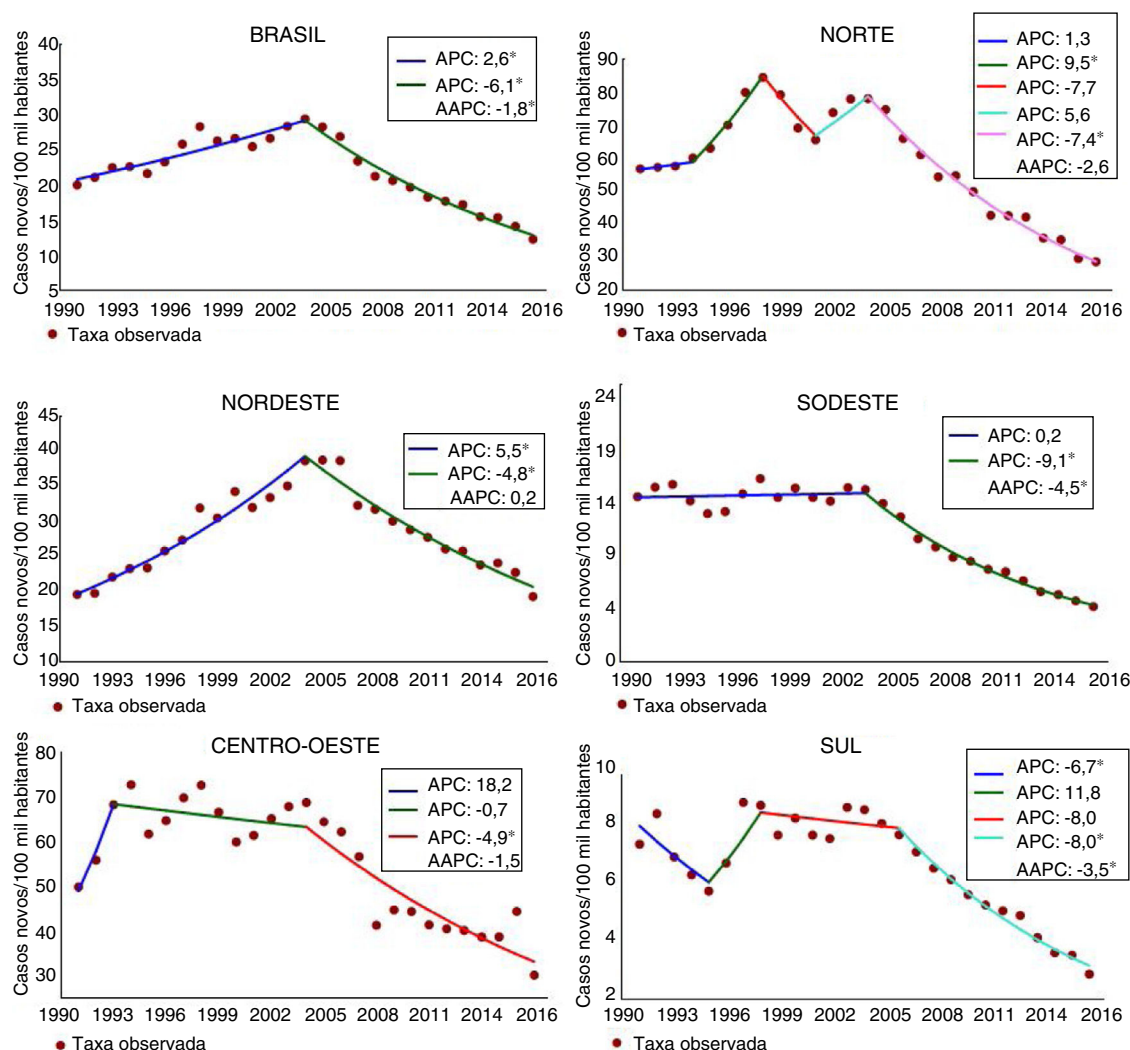 BRASIL
Casos novos/100 mil habitantes
40
35
30
25
20
15
10
5
APC: 2,6*
APC: -6,1*
AAPC: -1,8*
1990 1993 1996 1999 2002 2005 2008 2011 2014 2016
Taxa observada
NORTE
Casos novos/100 mil habitantes
90
80
70
60
50
40
30
20
APC: 1,3
APC: 9,5*
APC: -7,7
APC: 5,6
APC: -7,4*
AAPC: -2,6
1990 1993 1996 1999 2002 2005 2008 2011 2014 2016
Taxa observada
NORDESTE
Casos novos/100 mil habitantes
45
40
35
30
25
20
15
10
APC: 5,5*
APC: -4,8*
AAPC: 0,2
1990 1993 1996 1999 2002 2005 2008 2011 2014 2016
Taxa observada
SODESTE
Casos novos/100 mil habitantes
24
19
14
9
4
0
APC: 0,2
APC: -9,1*
AAPC: -4,5*
1990 1993 1996 1999 2002 2005 2008 2011 2014 2016
Taxa observada
CENTRO-OESTE
Casos novos/100 mil habitantes
80
70
60
50
40
30
APC: 18,2
APC: -0,7
APC: -4,9*
AAPC: -1,5
1990 1993 1996 1999 2002 2005 2008 2011 2014 2016
Taxa observada
SUL
Casos novos/100 mil habitantes
10
8
6
4
2
APC: -6,7*
APC: 11,8
APC: -8,0
APC: -8,0*
AAPC: -3,5*
1990 1993 1996 1999 2002 2005 2008 2011 2014 2016
Taxa observada